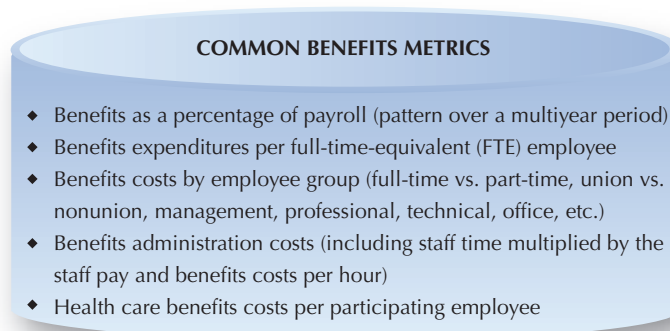 COMMON BENEFITS METRICS
◆ Benefits as a percentage of payroll (pattern over a multiyear period)
◆ Benefits expenditures per full-time-equivalent (FTE) employee
◆ Benefits costs by employee group (full-time vs. part-time, union vs.
nonunion, management, professional, technical, office, etc.)
◆ Benefits administration costs (including staff time multiplied by the
staff pay and benefits costs per hour)
◆ Health care benefits costs per participating employee